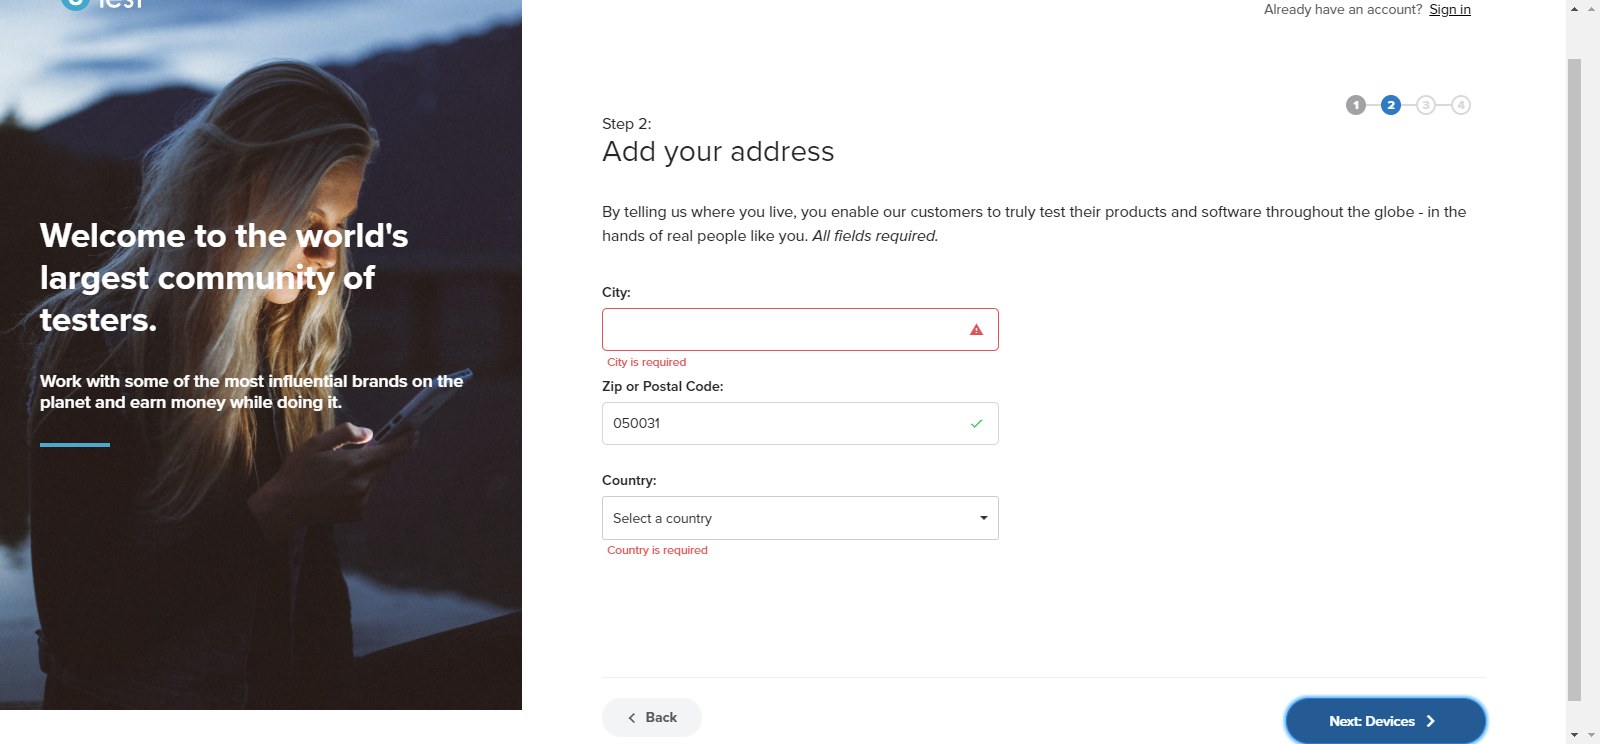 Test
Already have an account? Sign in
1 2 3 4
Step 2:
Add your address
By telling us where you live, you enable our customers to truly test their products and software throughout the globe - in the
hands of real people like you. All fields required.
Welcome to the world's
largest community of
testers.
Work with some of the most influential brands on the
planet and earn money while doing it.
City:
City is required
Zip or Postal Code:
050031
Country:
Select a country
Country is required
Back
Next: Devices